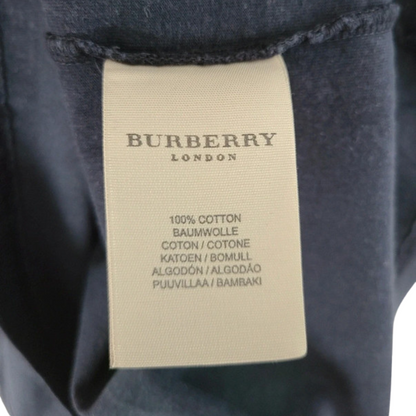 BURBERRY
LONDON
100% COTTON
BAUMWOLLE
COTON / COTONE
KATOEN / BOMULL
ALGODÓN / ALGODÃO
PUUVILLAA / BAMBAKI